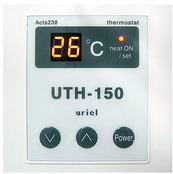 Acts238 thermostat
26 °C
heat ON
/ set
UTH-150
uriel
Power